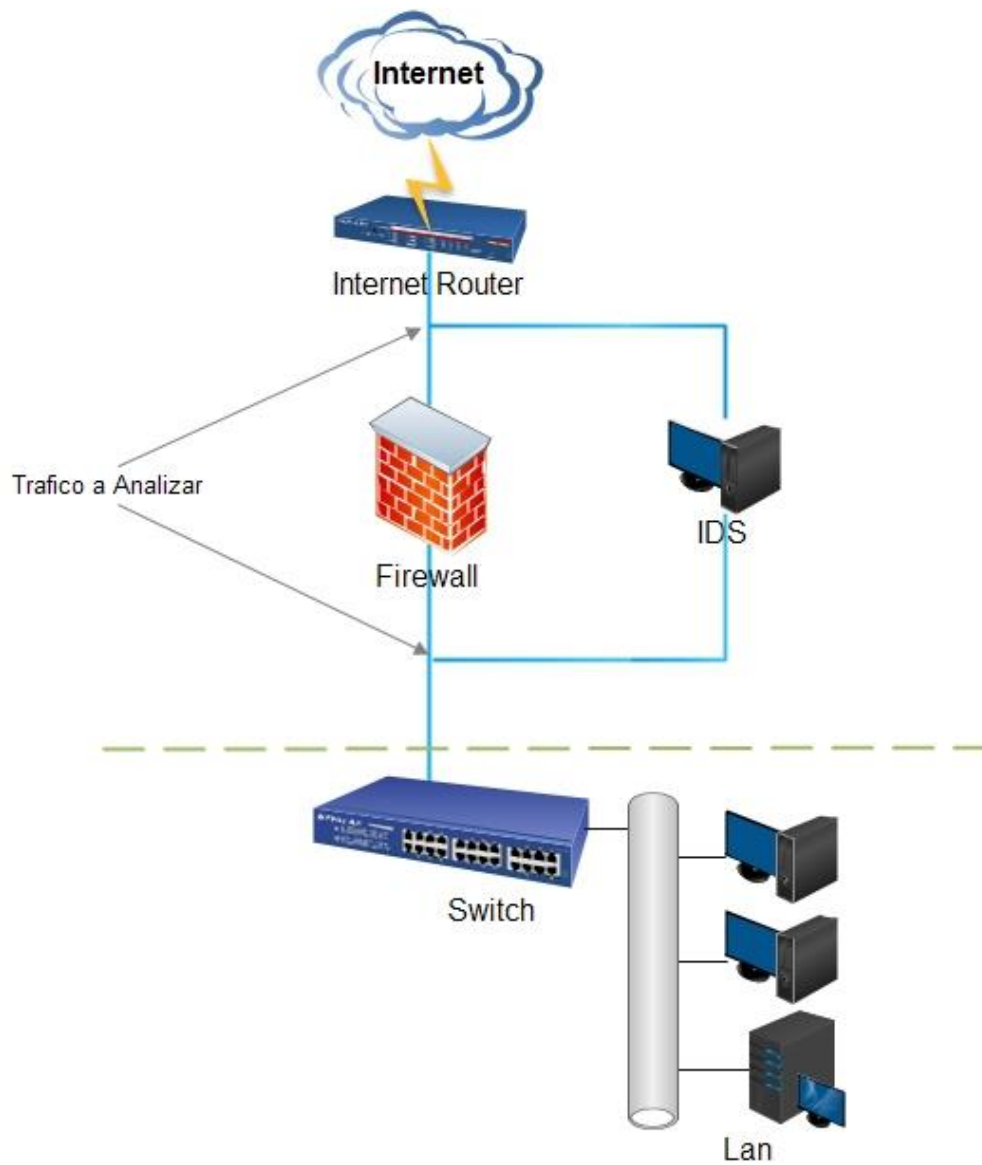 Internet
Internet Router
Trafico a Analizar
IDS
Firewall
Switch
Lan